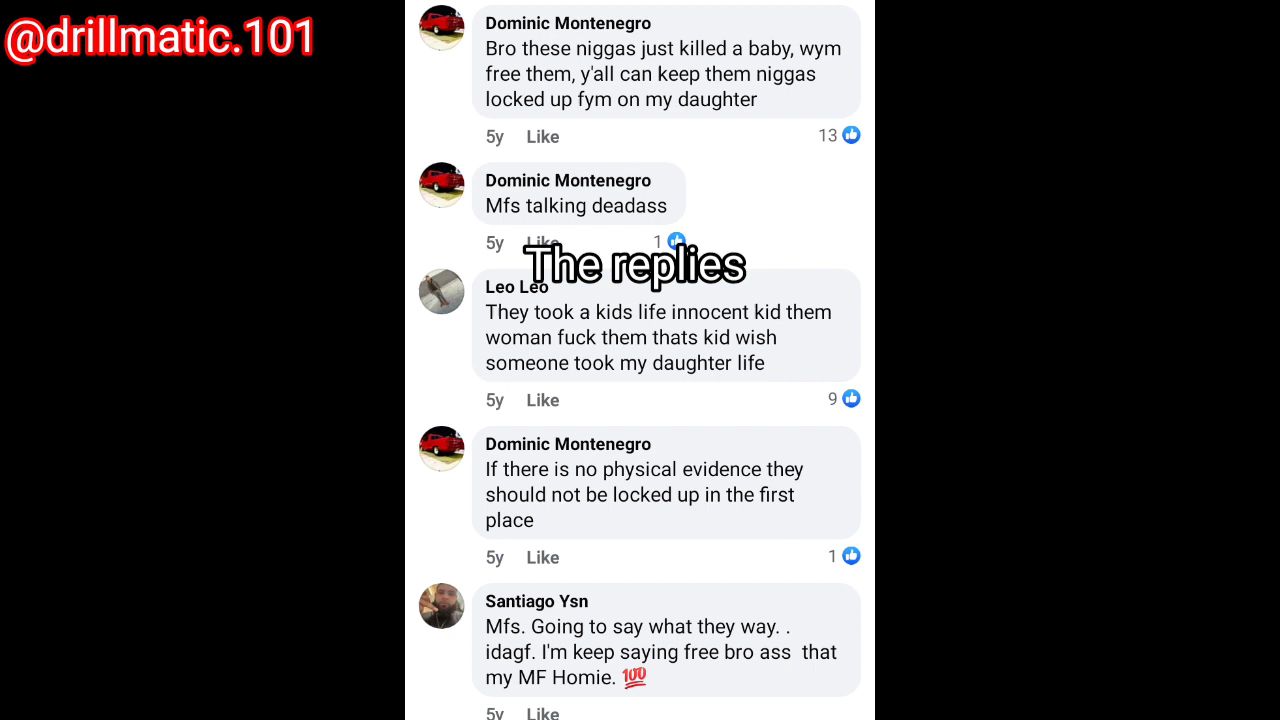 @drillmatic.101
Dominic Montenegro
Bro these niggas just killed a baby, wym
free them, y'all can keep them niggas
locked up fym on my daughter
5y Like 13
Dominic Montenegro
Mfs talking deadass
5y Like 1
The replies
Leo Leo
They took a kids life innocent kid them
woman fuck them thats kid wish
someone took my daughter life
5y Like 9
Dominic Montenegro
If there is no physical evidence they
should not be locked up in the first
place
5y Like 1
Santiago Ysn
Mfs. Going to say what they way. .
idagf. I'm keep saying free bro ass that
my MF Homie. 💯
5y Like